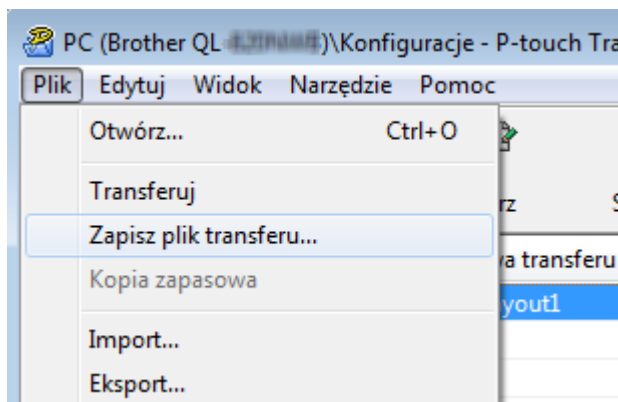 PC (Brother QL )\Konfiguracje - P-touch Tra
Plik Edytuj Widok Narzędzie Pomoc
Otwórz... Ctrl+O
Transferuj
rz S
Zapisz plik transferu...
a transferu
Kopia zapasowa
yout1
Import...
Eksport...